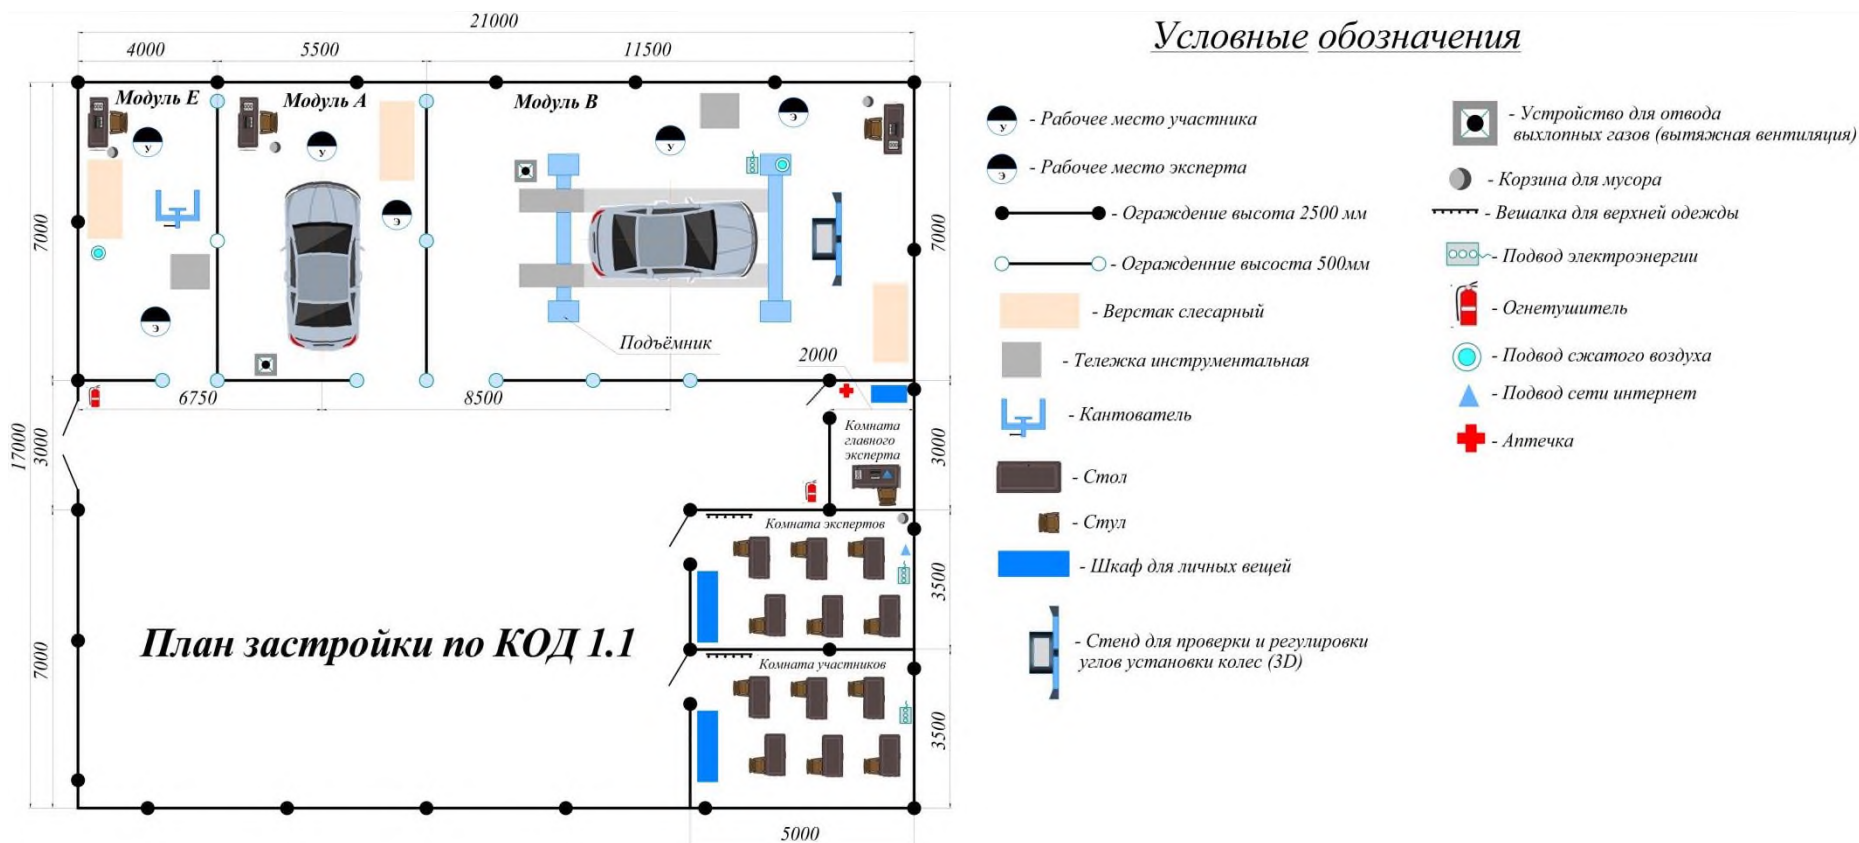 21000
4000
5500
11500
Условные обозначения
Модуль Е
Модуль А
Модуль В
У
У
У
Э
Э
Э
7000
7000
Подъёмник
2000
6750
8500
17000
3000
3000
Комната
главного
эксперта
Комната экспертов
3500
План застройки по КОД 1.1
7000
Комната участников
3500
5000
У
- Рабочее место участника
Э
- Рабочее место эксперта
- Ограждение высота 2500 мм
- Огражденние высоста 500мм
- Верстак слесарный
- Тележка инструментальная
- Кантователь
- Стол
- Стул
- Шкаф для личных вещей
- Стенд для проверки и регулировки
углов установки колес (3D)
- Устройство для отвода
выхлопных газов (вытяжная вентиляция)
- Корзина для мусора
- Вешалка для верхней одежды
- Подвод электроэнергии
- Огнетушитель
- Подвод сжатого воздуха
- Подвод сети интернет
- Аптечка